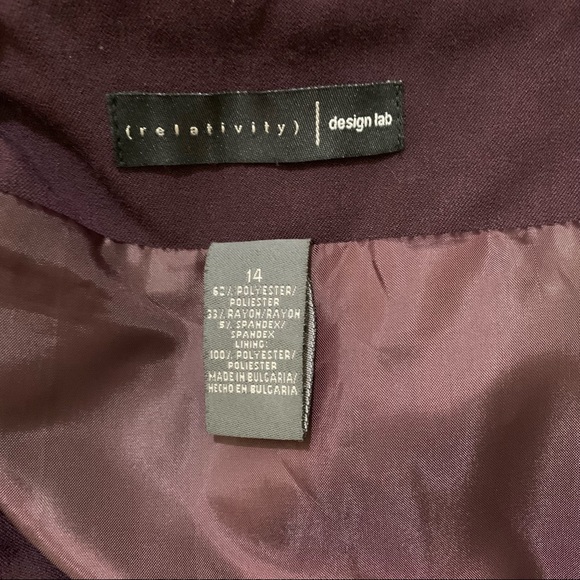 (relativity) | design lab
14
62% POLYESTER/
POLIESTER
33% RAYON/RAYON
5% SPANDEX/
SPANDEX
LINING:
100% POLYESTER/
POLIESTER
MADE IN BULGARIA/
HECHO EN BULGARIA